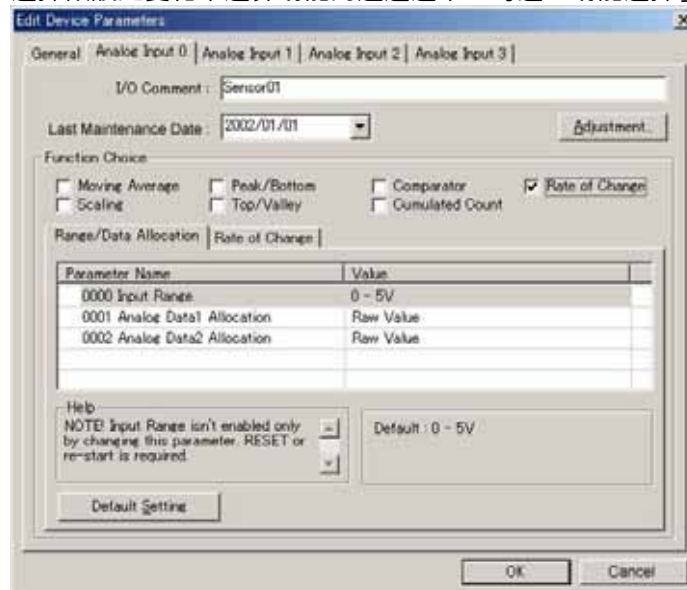 Edit Device Parameters
General Analog Input 0 Analog Input 1 Analog Input 2 Analog Input 3
I/O Comment : Sensor01
Last Maintenance Date : 2002/01/01 Adjustment..
Function Choice
Moving Average Peak/Bottom Comparator Rate of Change
Scaling Top/Valley Cumulated Count
Range/Data Allocation Rate of Change
Parameter Name Value
0000 Input Range 0 - 5V
0001 Analog Data1 Allocation Raw Value
0002 Analog Data2 Allocation Raw Value
Help
NOTE! Input Range isn't enabled only
by changing this parameter. RESET or
re-start is required.
Default : 0 - 5V
Default Setting
OK Cancel